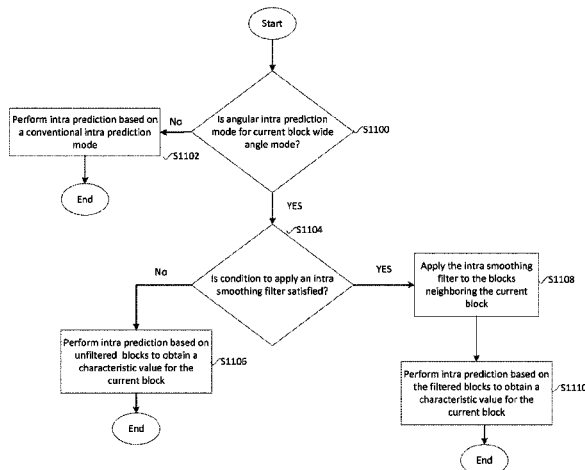 Start
Is angular intra prediction
mode for current block wide
angle mode?
S1100
No
Perform intra prediction based on
a conventional intra prediction
mode
S1102
End
YES
S1104
Is condition to apply an intra
smoothing filter satisfied?
No
YES
Perform intra prediction based on
unfiltered blocks to obtain a
characteristic value for the
current block
S1106
End
Apply the intra smoothing
filter to the blocks
neighboring the current
block
S1108
Perform intra prediction based on
the filtered blocks to obtain a
characteristic value for the
current block
S1110
End